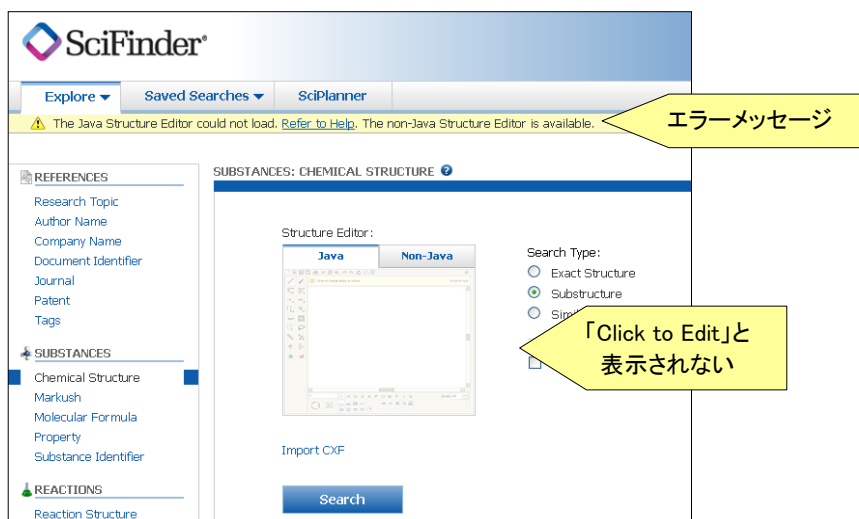 SciFinder®
Explore ▼ Saved Searches ▼ SciPlanner
The Java Structure Editor could not load. Refer to Help. The non-Java Structure Editor is available.
エラーメッセージ
REFERENCES
Research Topic
Author Name
Company Name
Document Identifier
Journal
Patent
Tags
SUBSTANCES
Chemical Structure
Markush
Molecular Formula
Property
Substance Identifier
REACTIONS
Reaction Structure
SUBSTANCES: CHEMICAL STRUCTURE
Structure Editor:
Java Non-Java
Import CXF
Search
Search Type:
Exact Structure
Substructure
「Click to Edit」と
表示されない